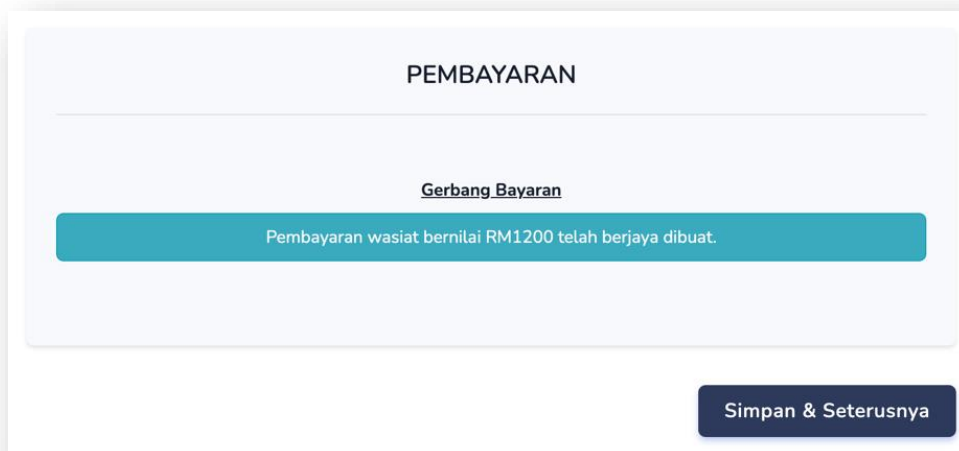 PEMBAYARAN
Gerbang Bayaran
Pembayaran wasiat bernilai RM1200 telah berjaya dibuat.
Simpan & Seterusnya